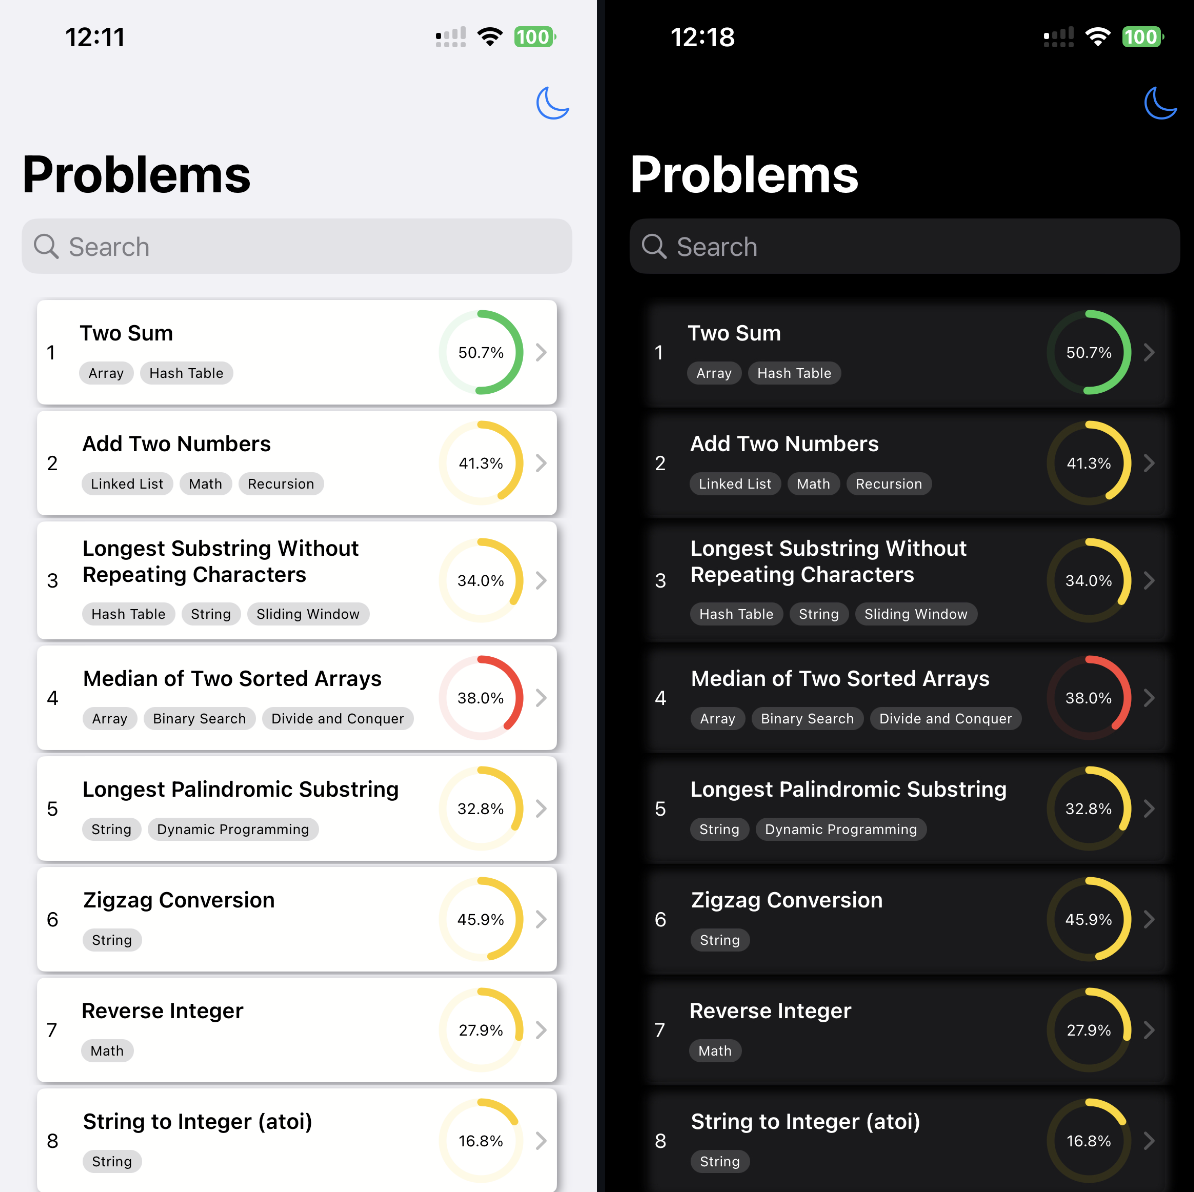 12:11
100
Problems
Search
1
Two Sum
Array Hash Table
50.7%
2
Add Two Numbers
Linked List Math Recursion
41.3%
3
Longest Substring Without
Repeating Characters
Hash Table String Sliding Window
34.0%
4
Median of Two Sorted Arrays
Array Binary Search Divide and Conquer
38.0%
5
Longest Palindromic Substring
String Dynamic Programming
32.8%
6
Zigzag Conversion
String
45.9%
7
Reverse Integer
Math
27.9%
8
String to Integer (atoi)
String
16.8%
12:18
100
Problems
Search
1
Two Sum
Array Hash Table
50.7%
2
Add Two Numbers
Linked List Math Recursion
41.3%
3
Longest Substring Without
Repeating Characters
Hash Table String Sliding Window
34.0%
4
Median of Two Sorted Arrays
Array Binary Search Divide and Conquer
38.0%
5
Longest Palindromic Substring
String Dynamic Programming
32.8%
6
Zigzag Conversion
String
45.9%
7
Reverse Integer
Math
27.9%
8
String to Integer (atoi)
String
16.8%